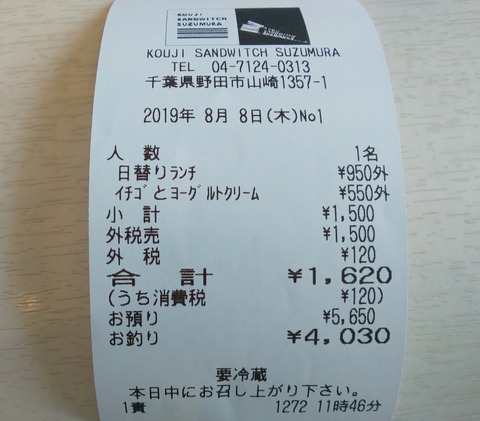 KOUJI
SANDWITCH
SUZUMURA
KOUJI SANDWITCH SUZUMURA
TEL 04-7124-0313
千葉県野田市山崎1357-1
2019年 8月 8日(木)No1
人 数 1名
日替りランチ ¥950外
イチゴとヨーグルトクリーム ¥550外
小 計 ¥1,500
外税売 ¥1,500
外 税 ¥120
合 計 ¥1,620
(うち消費税 ¥120)
お預り ¥5,650
お釣り ¥4,030
要冷蔵
本日中にお召し上がり下さい。
1責 1272 11時46分